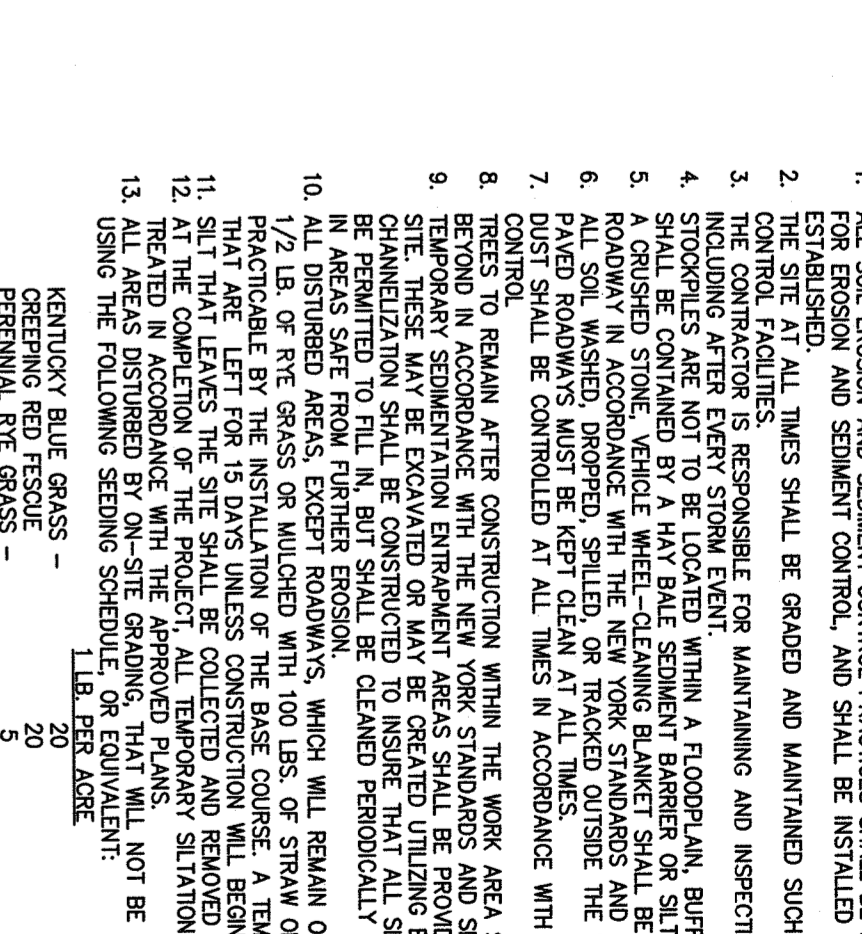 FOR EROSION AND SEDIMENT CONTROL, AND SHALL BE INSTALLED
ESTABLISHED.
2. THE SITE AT ALL TIMES SHALL BE GRADED AND MAINTAINED SUCH
CONTROL FACILITIES.
3. THE CONTRACTOR IS RESPONSIBLE FOR MAINTAINING AND INSPECTI
INCLUDING AFTER EVERY STORM EVENT.
4. STOCKPILES ARE NOT TO BE LOCATED WITHIN A FLOODPLAIN, BUFF
SHALL BE CONTAINED BY A HAY BALE SEDIMENT BARRIER OR SILT
5. A CRUSHED STONE, VEHICLE WHEEL-CLEANING BLANKET SHALL BE
ROADWAY IN ACCORDANCE WITH THE NEW YORK STANDARDS AND
6. ALL SOIL WASHED, DROPPED, SPILLED, OR TRACKED OUTSIDE THE
PAVED ROADWAYS MUST BE KEPT CLEAN AT ALL TIMES.
7. DUST SHALL BE CONTROLLED AT ALL TIMES IN ACCORDANCE WITH
CONTROL
8. TREES TO REMAIN AFTER CONSTRUCTION WITHIN THE WORK AREA
BEYOND IN ACCORDANCE WITH THE NEW YORK STANDARDS AND
9. TEMPORARY SEDIMENTATION ENTRAPMENT AREAS SHALL BE PROVID
SITE. THESE MAY BE EXCAVATED OR MAY BE CREATED UTILIZING
CHANNELIZATION SHALL BE CONSTRUCTED TO INSURE THAT ALL
BE PERMITTED TO FILL IN, BUT SHALL BE CLEANED PERIODICALLY
IN AREAS SAFE FROM FURTHER EROSION.
10. ALL DISTURBED AREAS, EXCEPT ROADWAYS, WHICH WILL REMAIN
1/2 LB. OF RYE GRASS OR MULCHED WITH 100 LBS. OF STRAW
PRACTICABLE BY THE INSTALLATION OF THE BASE COURSE. A TEM
THAT ARE LEFT FOR 15 DAYS UNLESS CONSTRUCTION WILL BEGIN
11. SILT THAT LEAVES THE SITE SHALL BE COLLECTED AND REMOVED
12. AT THE COMPLETION OF THE PROJECT, ALL TEMPORARY SILTATION
TREATED IN ACCORDANCE WITH THE APPROVED PLANS.
13. ALL AREAS DISTURBED BY ON-SITE GRADING, THAT WILL NOT BE
USING THE FOLLOWING SEEDING SCHEDULE, OR EQUIVALENT:
1 LB. PER ACRE
KENTUCKY BLUE GRASS – 20
CREEPING RED FESCUE 20
PERENNIAL RYE GRASS – 5